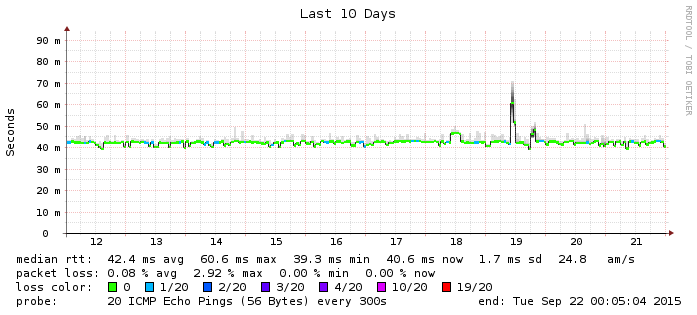 Last 10 Days
RRDTOOL / TOBI OETIKER
Seconds
90 m
80 m
70 m
60 m
50 m
40 m
30 m
20 m
10 m
0
12 13 14 15 16 17 18 19 20 21
median rtt: 42.4 ms avg 60.6 ms max 39.3 ms min 40.6 ms now 1.7 ms sd 24.8 am/s
packet loss: 0.08 % avg 2.92 % max 0.00 % min 0.00 % now
loss color: 0 1/20 2/20 3/20 4/20 10/20 19/20
probe: 20 ICMP Echo Pings (56 Bytes) every 300s end: Tue Sep 22 00:05:04 2015